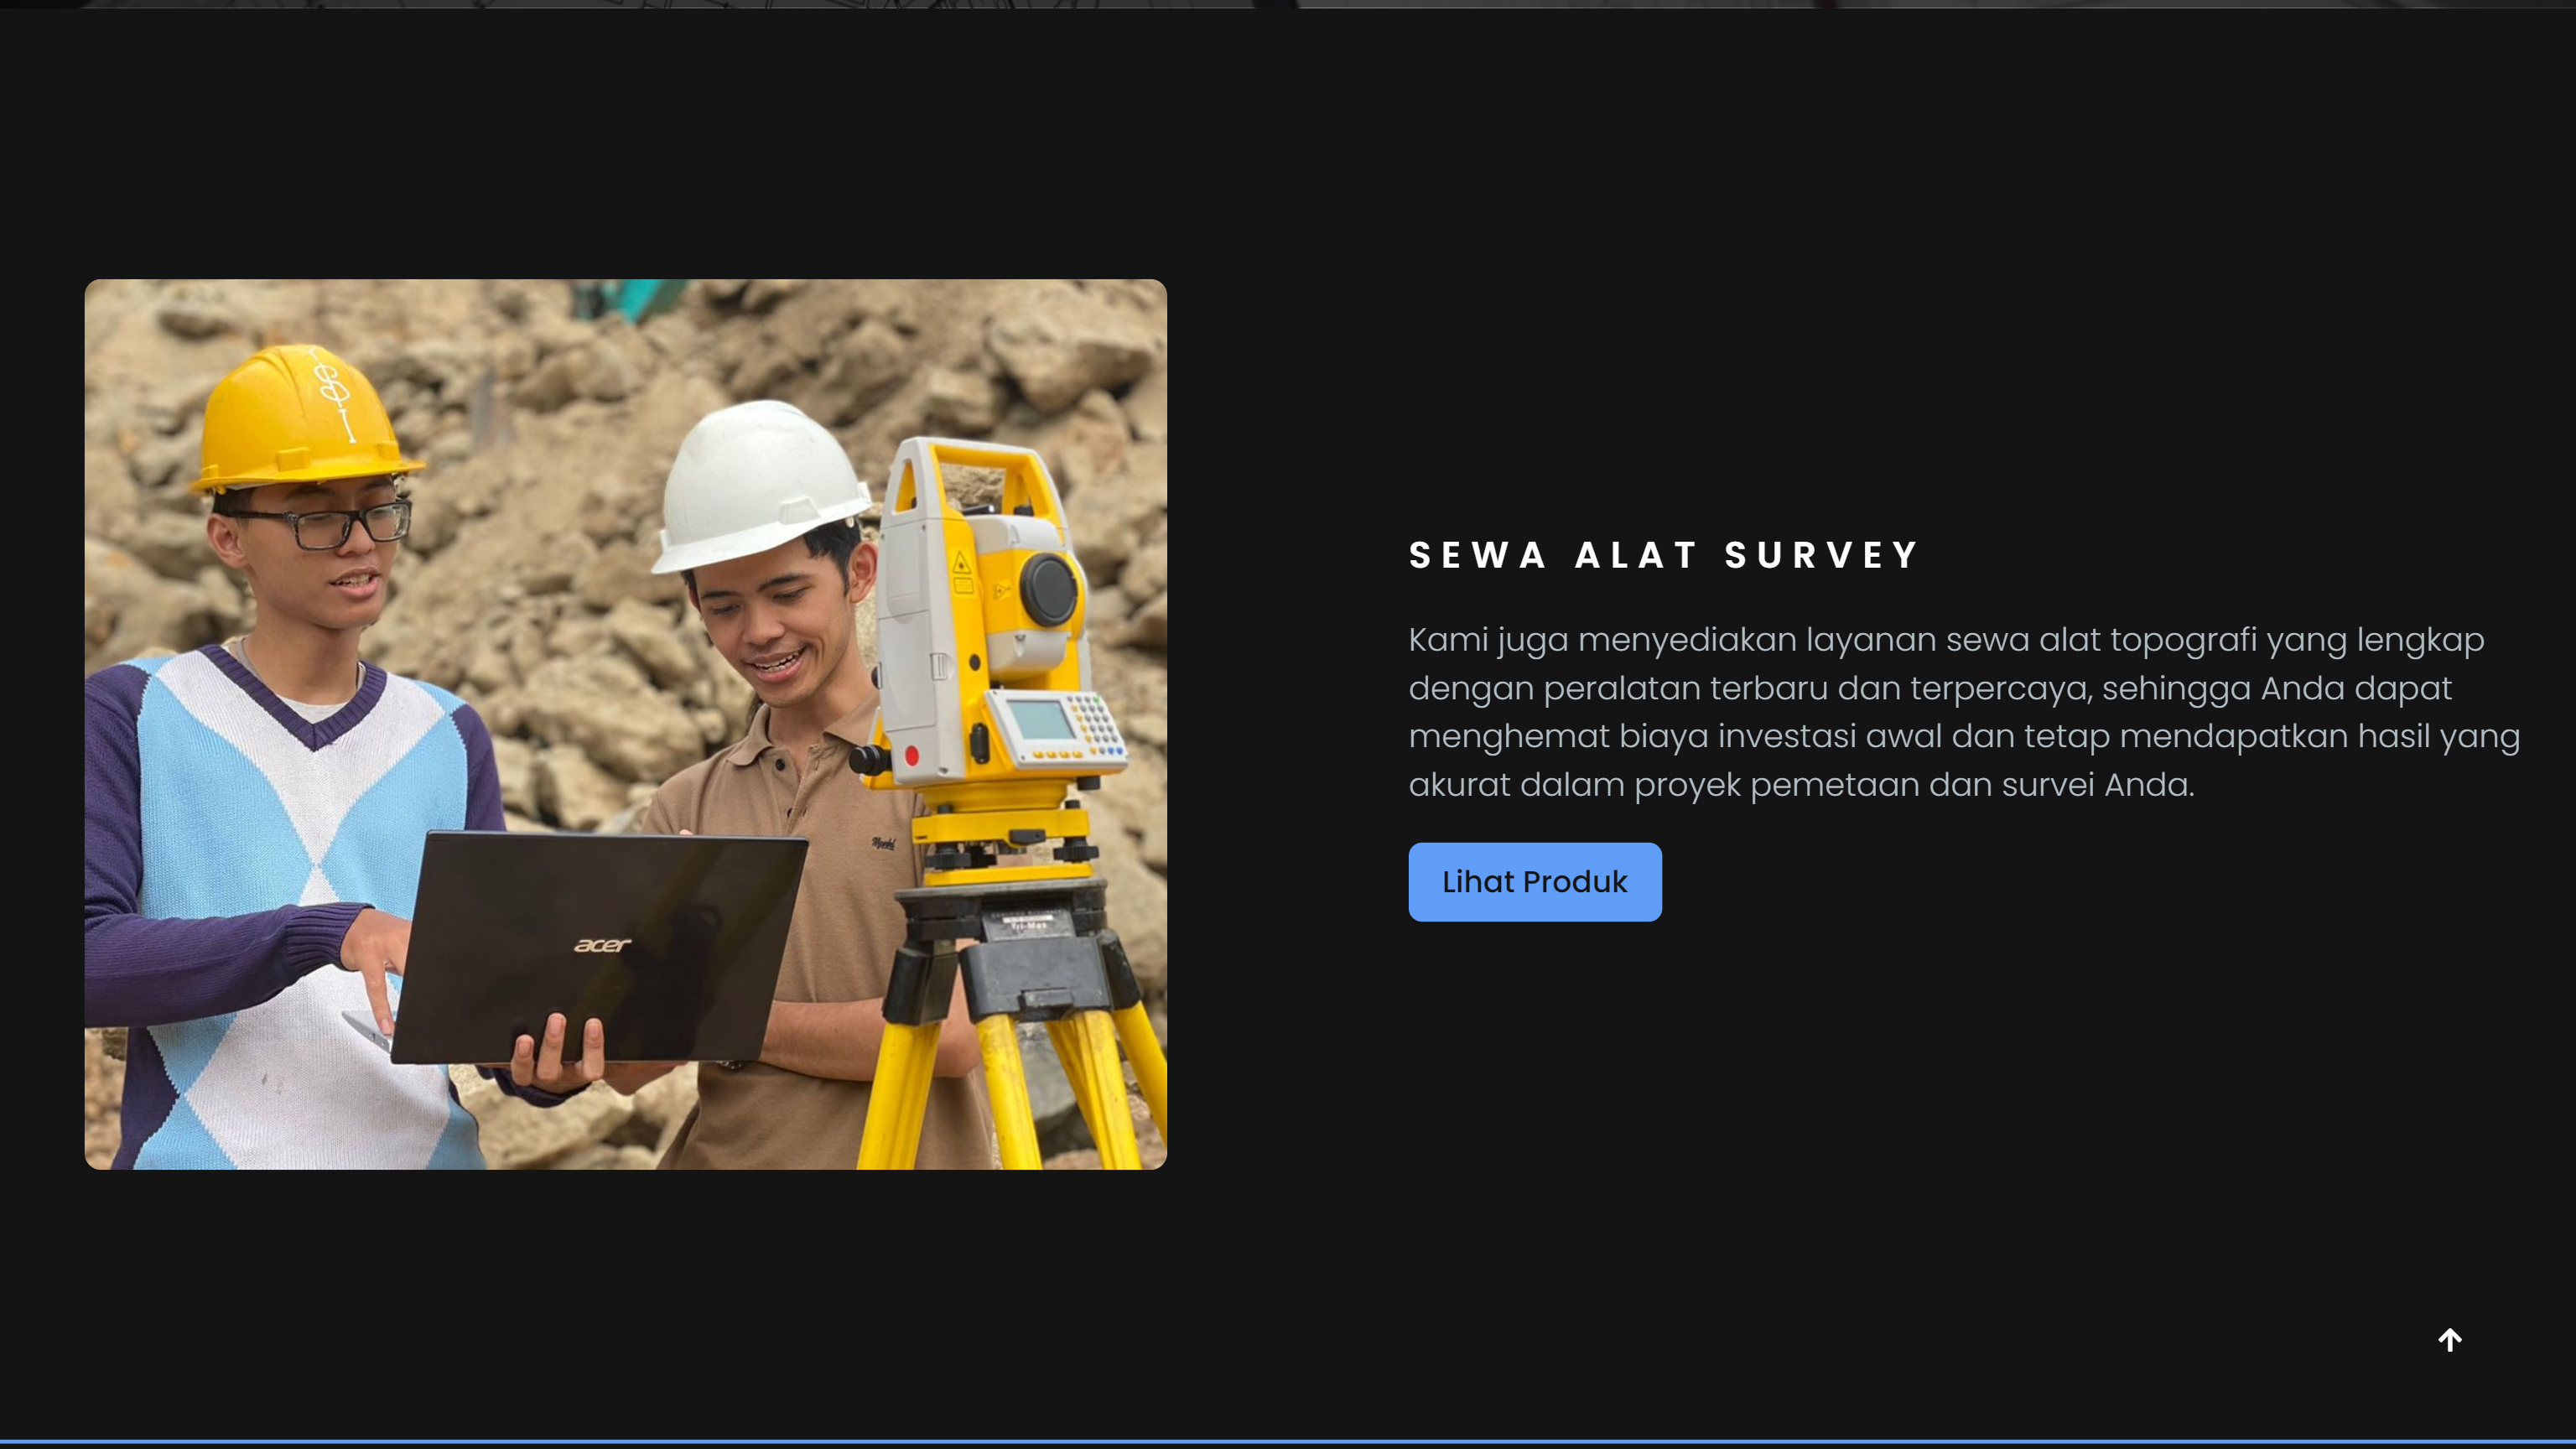 SEWA ALAT SURVEY
Kami juga menyediakan layanan sewa alat topografi yang lengkap
dengan peralatan terbaru dan terpercaya, sehingga Anda dapat
menghemat biaya investasi awal dan tetap mendapatkan hasil yang
akurat dalam proyek pemetaan dan survei Anda.
Lihat Produk
acer
Tri-Max